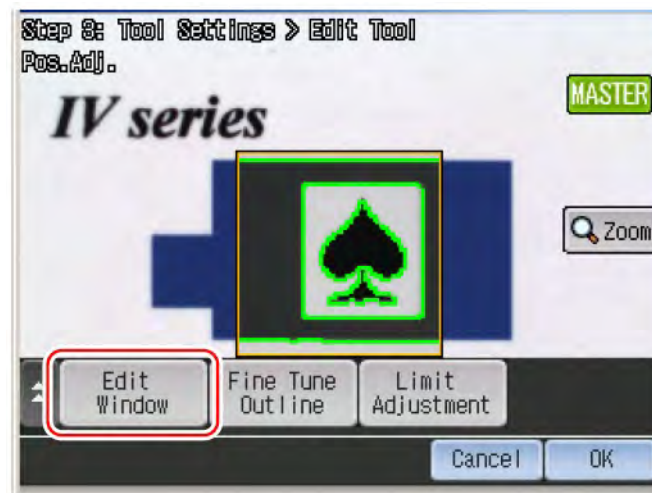 Step 3: Tool Settings > Edit Tool
Pos.Adj.
MASTER
IV series
Zoom
Edit
Window
Fine Tune
Outline
Limit
Adjustment
Cancel
OK